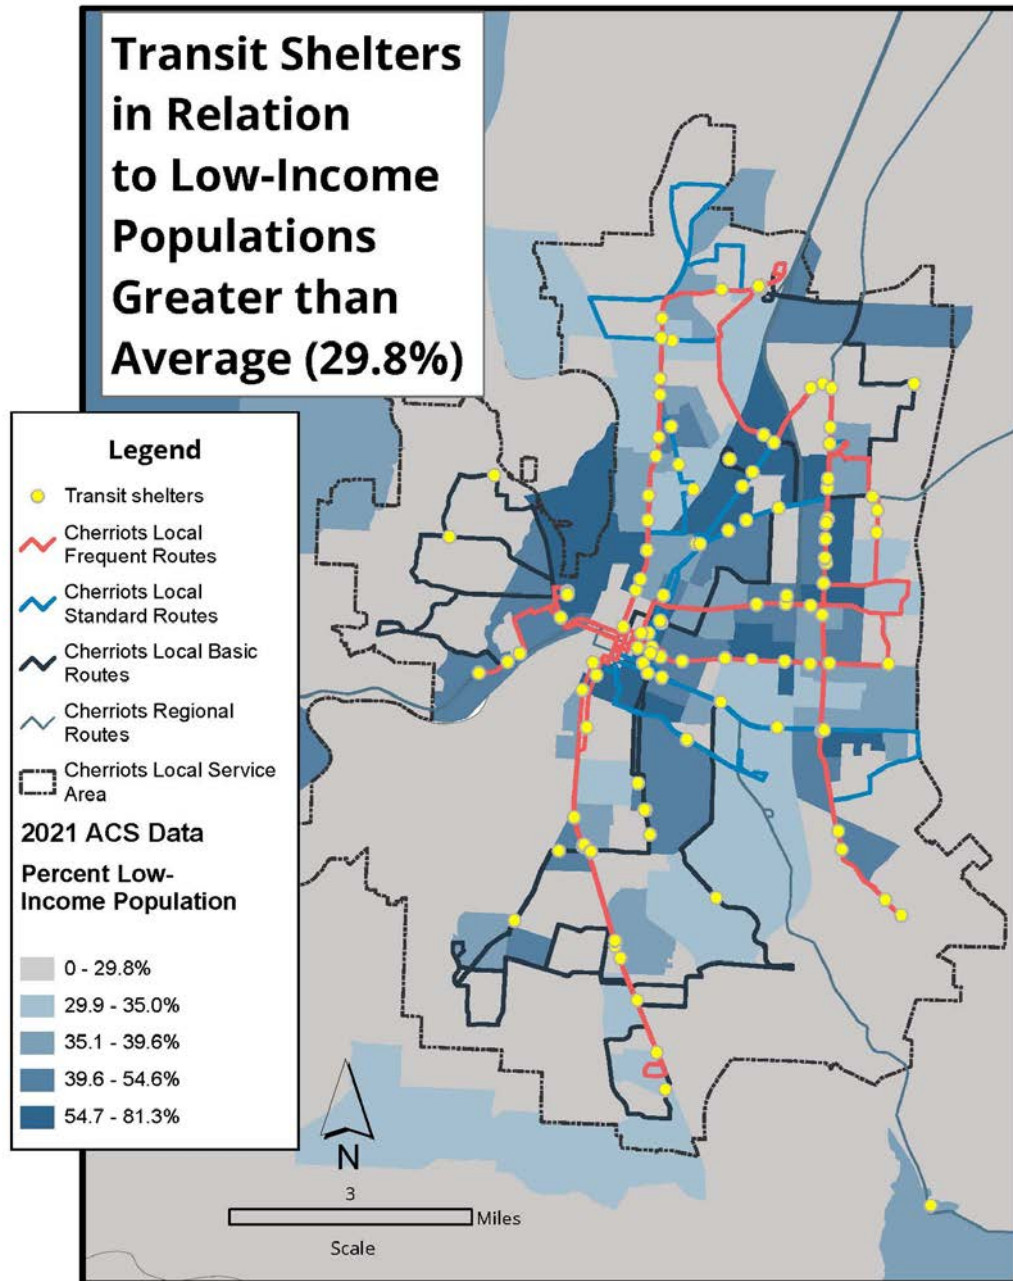 Transit Shelters
in Relation
to Low-Income
Populations
Greater than
Average (29.8%)
Legend
Transit shelters
Cherriots Local
Frequent Routes
Cherriots Local
Standard Routes
Cherriots Local Basic
Routes
Cherriots Regional
Routes
Cherriots Local Service
Area
2021 ACS Data
Percent Low-
Income Population
0 - 29.8%
29.9 - 35.0%
35.1 - 39.6%
39.6 - 54.6%
54.7 - 81.3%
N
3
Miles
Scale